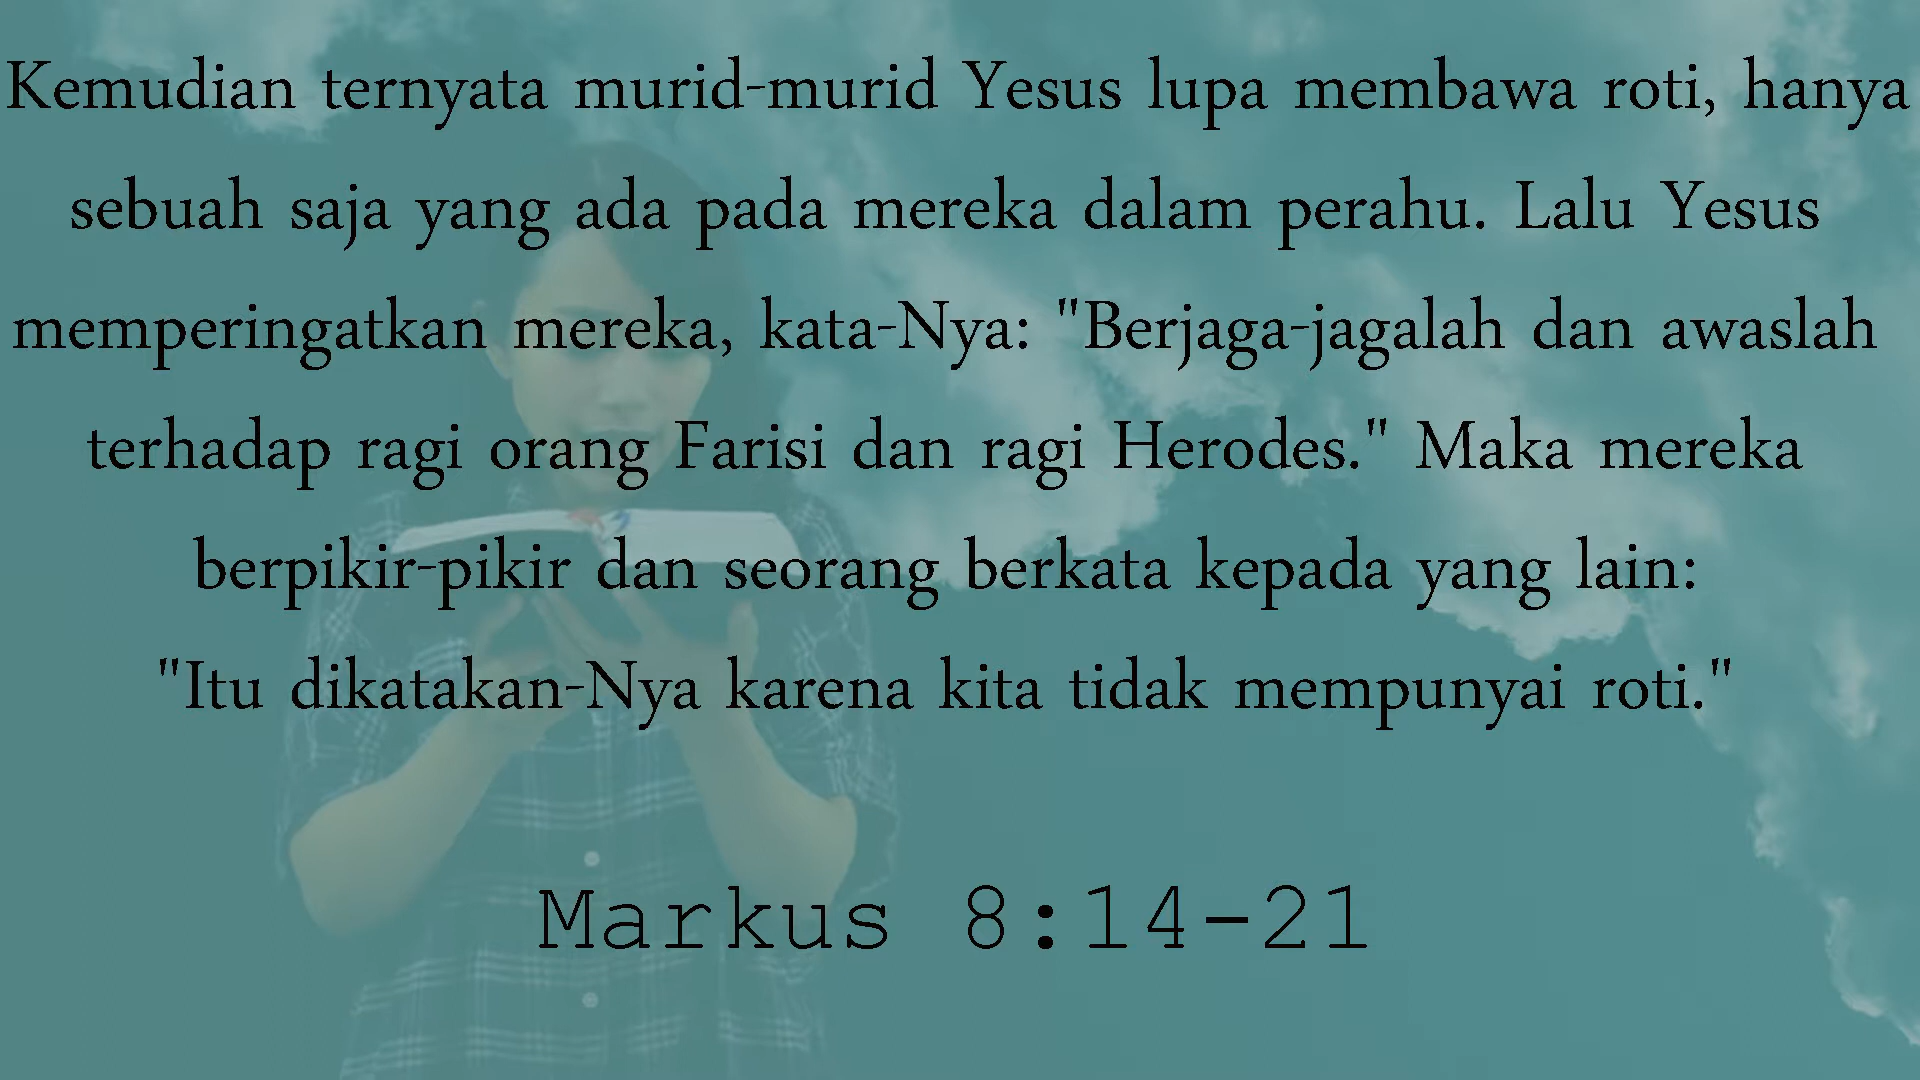 Kemudian ternyata murid-murid Yesus lupa membawa roti, hanya
sebuah saja yang ada pada mereka dalam perahu. Lalu Yesus
memperingatkan mereka, kata-Nya: "Berjaga-jagalah dan awaslah
terhadap ragi orang Farisi dan ragi Herodes." Maka mereka
berpikir-pikir dan seorang berkata kepada yang lain:
"Itu dikatakan-Nya karena kita tidak mempunyai roti."
Markus 8:14-21